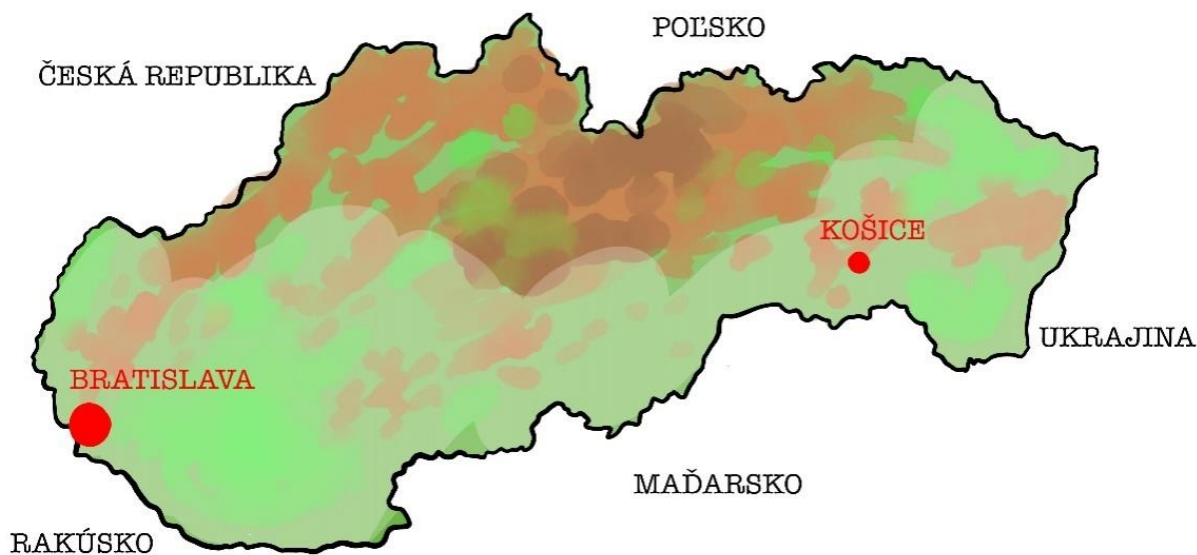 POĽSKO
ČESKÁ REPUBLIKA
KOŠICE
UKRAJINA
BRATISLAVA
MAĎARSKO
RAKÚSKO